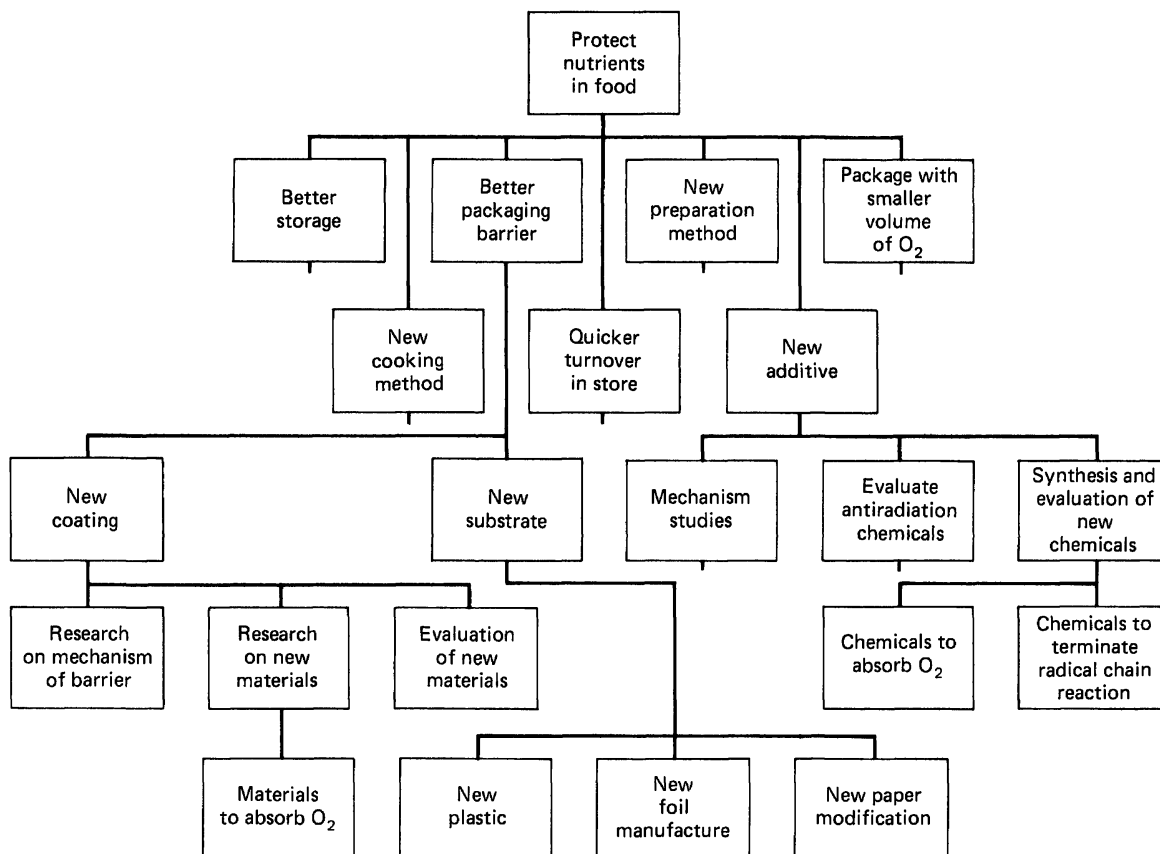 Protect
nutrients
in food
Better
storage
Better
packaging
barrier
New
preparation
method
Package with
smaller
volume
of O₂
New
cooking
method
Quicker
turnover
in store
New
additive
New
coating
New
substrate
Mechanism
studies
Evaluate
antiradiation
chemicals
Synthesis and
evaluation of
new
chemicals
Research
on mechanism
of barrier
Research
on new
materials
Evaluation
of new
materials
Chemicals to
absorb O₂
Chemicals to
terminate
radical chain
reaction
Materials
to absorb O₂
New
plastic
New
foil
manufacture
New paper
modification